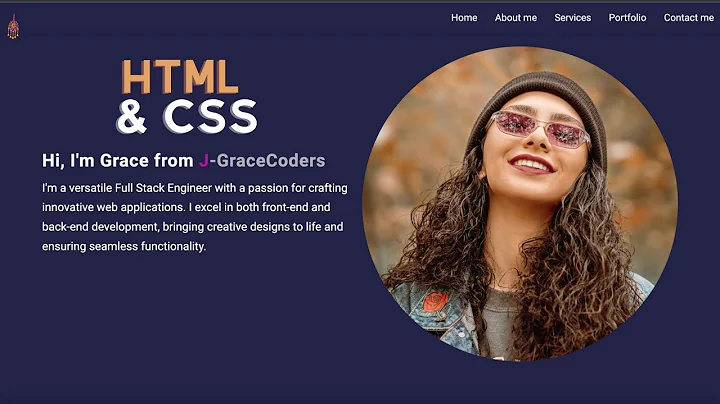 Home About me Services Portfolio Contact me
HTML
& CSS
Hi, I'm Grace from J-GraceCoders
I'm a versatile Full Stack Engineer with a passion for crafting
innovative web applications. I excel in both front-end and
back-end development, bringing creative designs to life and
ensuring seamless functionality.